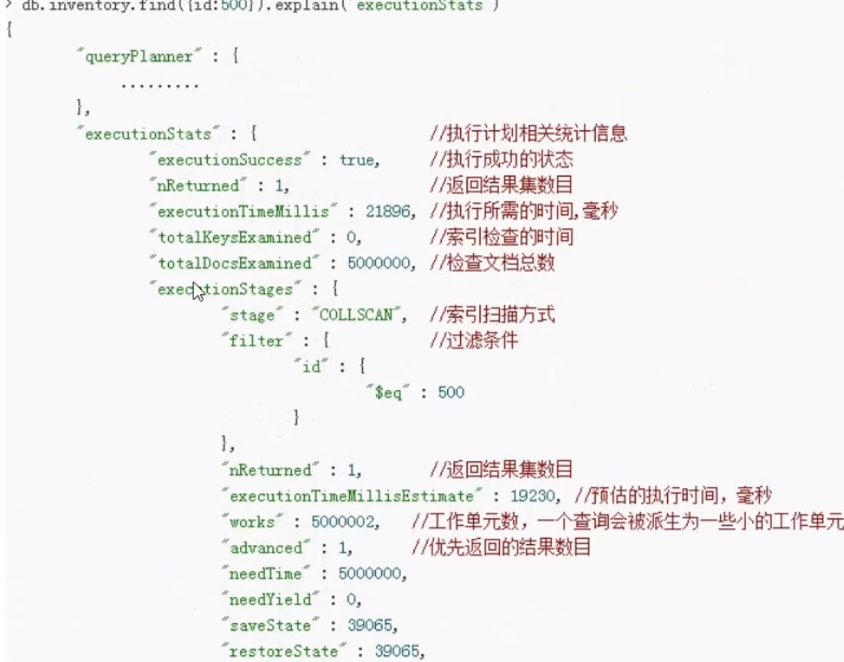 > db.inventory.find({id:500}).explain("executionStats")
{
"queryPlanner" : {
.........
},
"executionStats" : { //执行计划相关统计信息
"executionSuccess" : true, //执行成功的状态
"nReturned" : 1, //返回结果集数目
"executionTimeMillis" : 21896, //执行所需的时间,毫秒
"totalKeysExamined" : 0, //索引检查的时间
"totalDocsExamined" : 5000000, //检查文档总数
"executionStages" : {
"stage" : "COLLSCAN", //索引扫描方式
"filter" : { //过滤条件
"id" : {
"$eq" : 500
}
},
"nReturned" : 1, //返回结果集数目
"executionTimeMillisEstimate" : 19230, //预估的执行时间，毫秒
"works" : 5000002, //工作单元数，一个查询会被派生为一些小的工作单元
"advanced" : 1, //优先返回的结果数目
"needTime" : 5000000,
"needYield" : 0,
"saveState" : 39065,
"restoreState" : 39065,